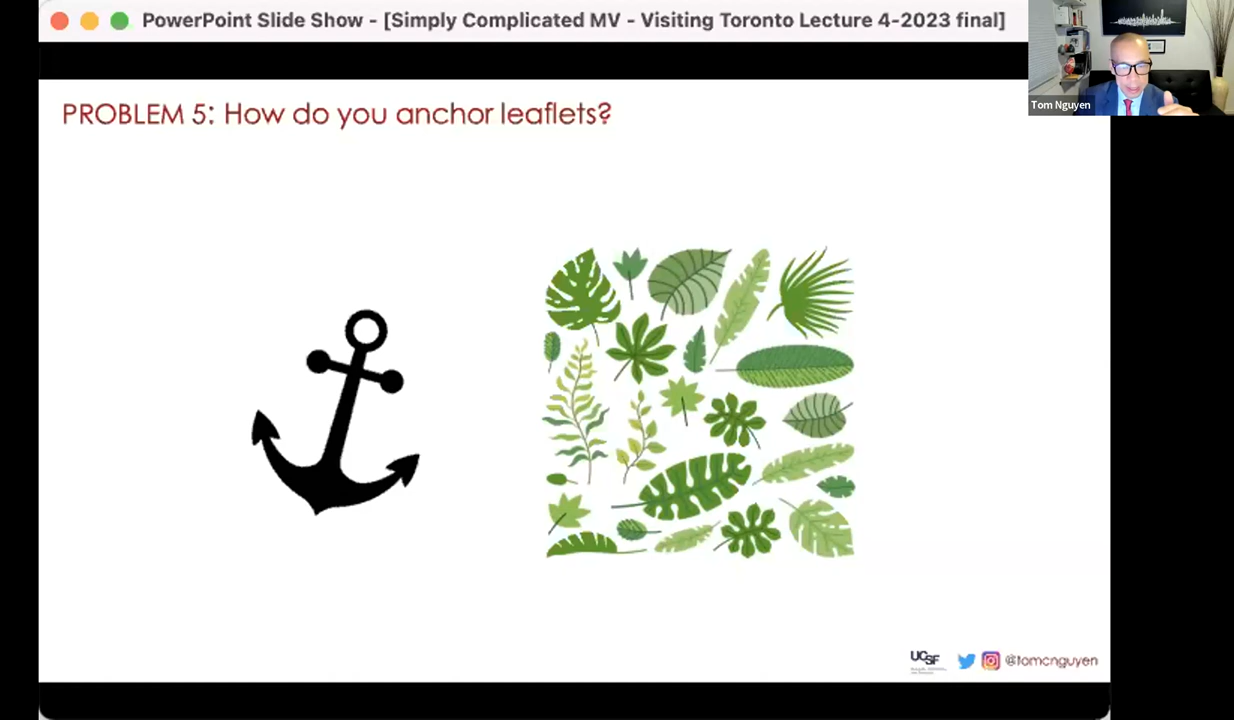 PowerPoint Slide Show - [Simply Complicated MV - Visiting Toronto Lecture 4-2023 final]
Tom Nguyen
PROBLEM 5: How do you anchor leaflets?
UCSF
@tomcnguyen